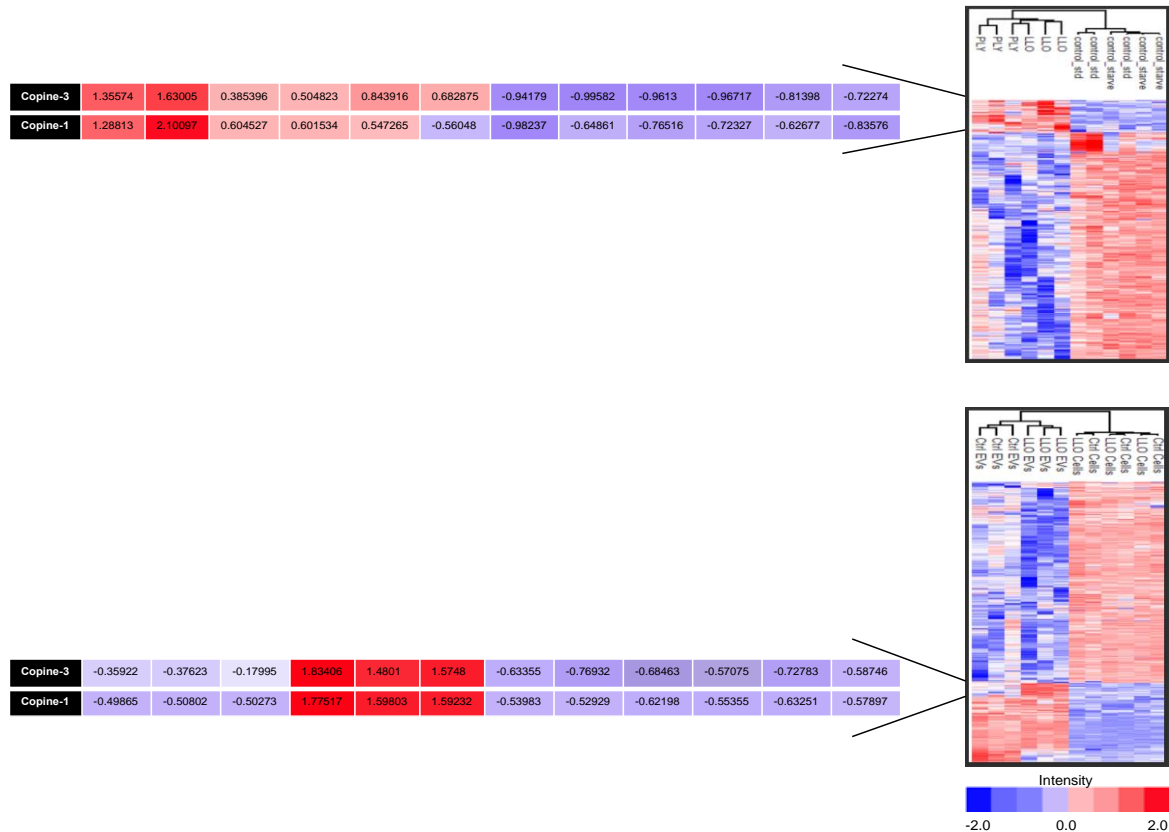 PLY PLY PLY LLO LLO LLO control_std control_std control_starve control_std control_starve control_starve
Copine-3 1.35574 1.63005 0.385396 0.504823 0.843916 0.672875 -0.94179 -0.99582 -0.9613 -0.96717 -0.81398 -0.72274
Copine-1 1.28813 2.10097 0.604527 0.601534 0.547265 -0.56048 -0.98237 -0.64861 -0.76516 -0.72327 -0.62677 -0.83576
Ctrl EVs Ctrl EVs Ctrl EVs LLO EVs LLO EVs LLO EVs LLO Cells Ctrl Cells LLO Cells Ctrl Cells LLO Cells Ctrl Cells
Copine-3 -0.35922 -0.37623 -0.17995 1.83406 1.4801 1.5748 -0.63355 -0.76932 -0.68463 -0.57075 -0.72783 -0.58746
Copine-1 -0.49865 -0.50802 -0.50273 1.77517 1.59803 1.59232 -0.53983 -0.52929 -0.62198 -0.55355 -0.63251 -0.57897
Intensity
-2.0 0.0 2.0